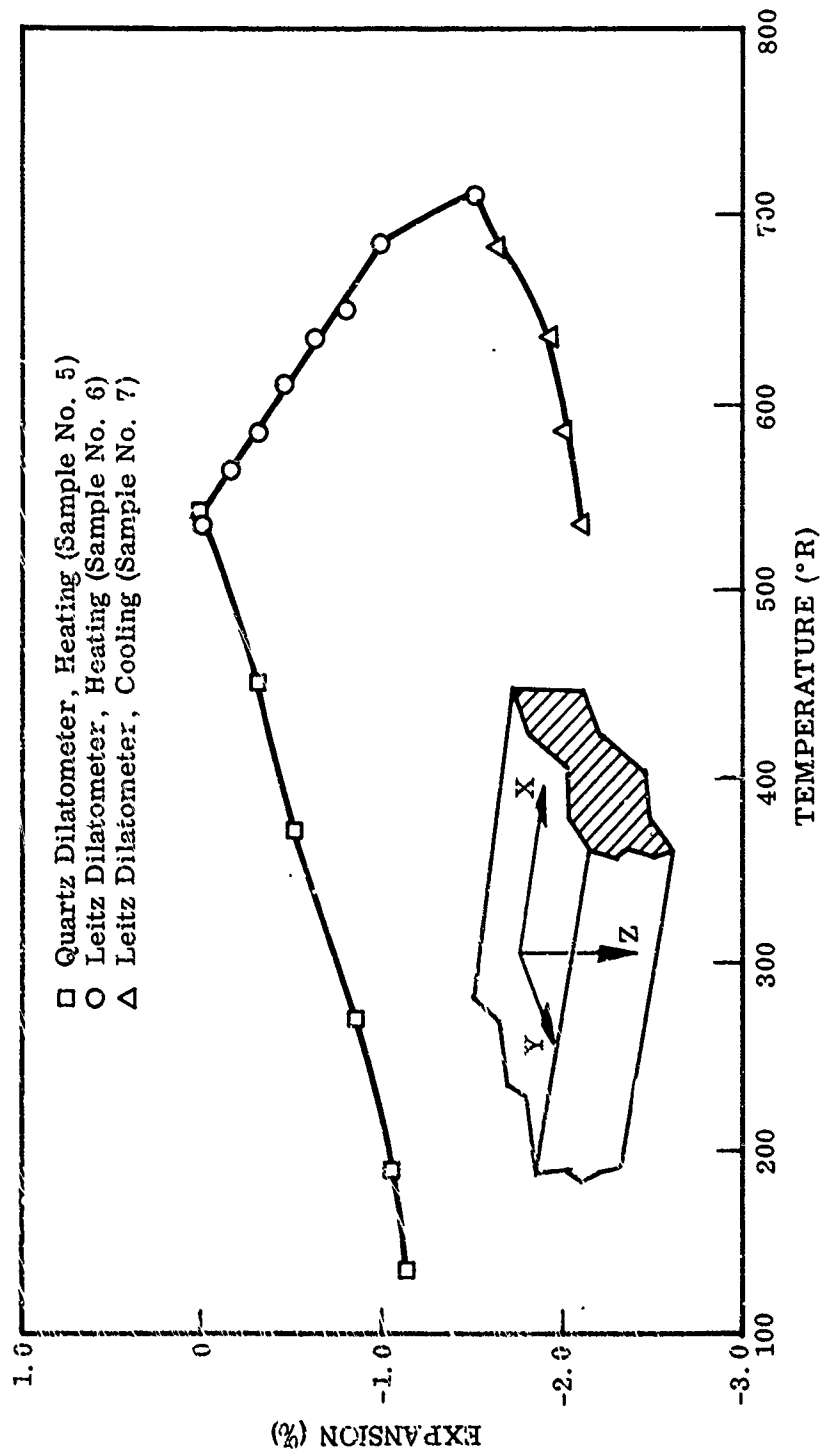 □ Quartz Dilatometer, Heating (Sample No. 5)
○ Leitz Dilatometer, Heating (Sample No. 6)
△ Leitz Dilatometer, Cooling (Sample No. 7)
1.0
0
-1.0
-2.0
-3.0
EXPANSION (%)
X
Y
Z
100
200
300
400
500
600
700
800
TEMPERATURE (°R)